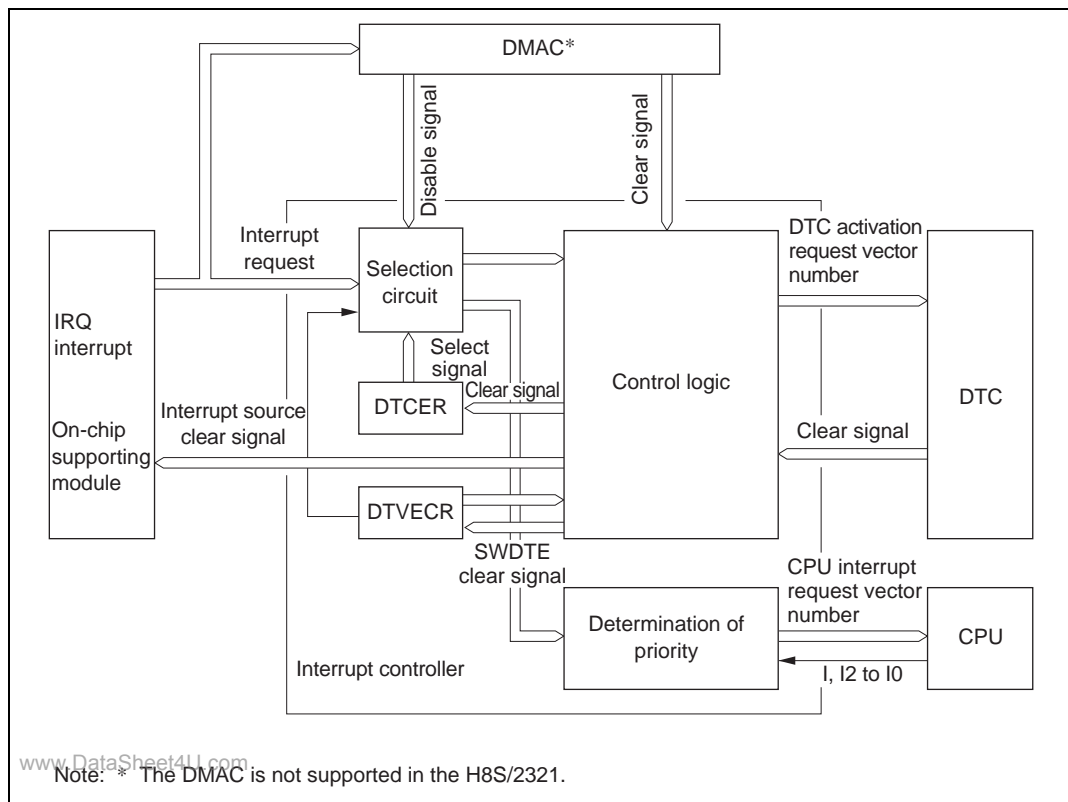 DMAC*
Disable signal
Clear signal
Interrupt
request
Selection
circuit
DTC activation
request vector
number
IRQ
interrupt
On-chip
supporting
module
Select
signal
Clear signal
DTCER
Control logic
DTC
Interrupt source
clear signal
Clear signal
DTVECR
SWDTE
clear signal
CPU interrupt
request vector
number
Determination of
priority
CPU
I, I2 to I0
Interrupt controller
www.DataSheet4U.com
Note: * The DMAC is not supported in the H8S/2321.